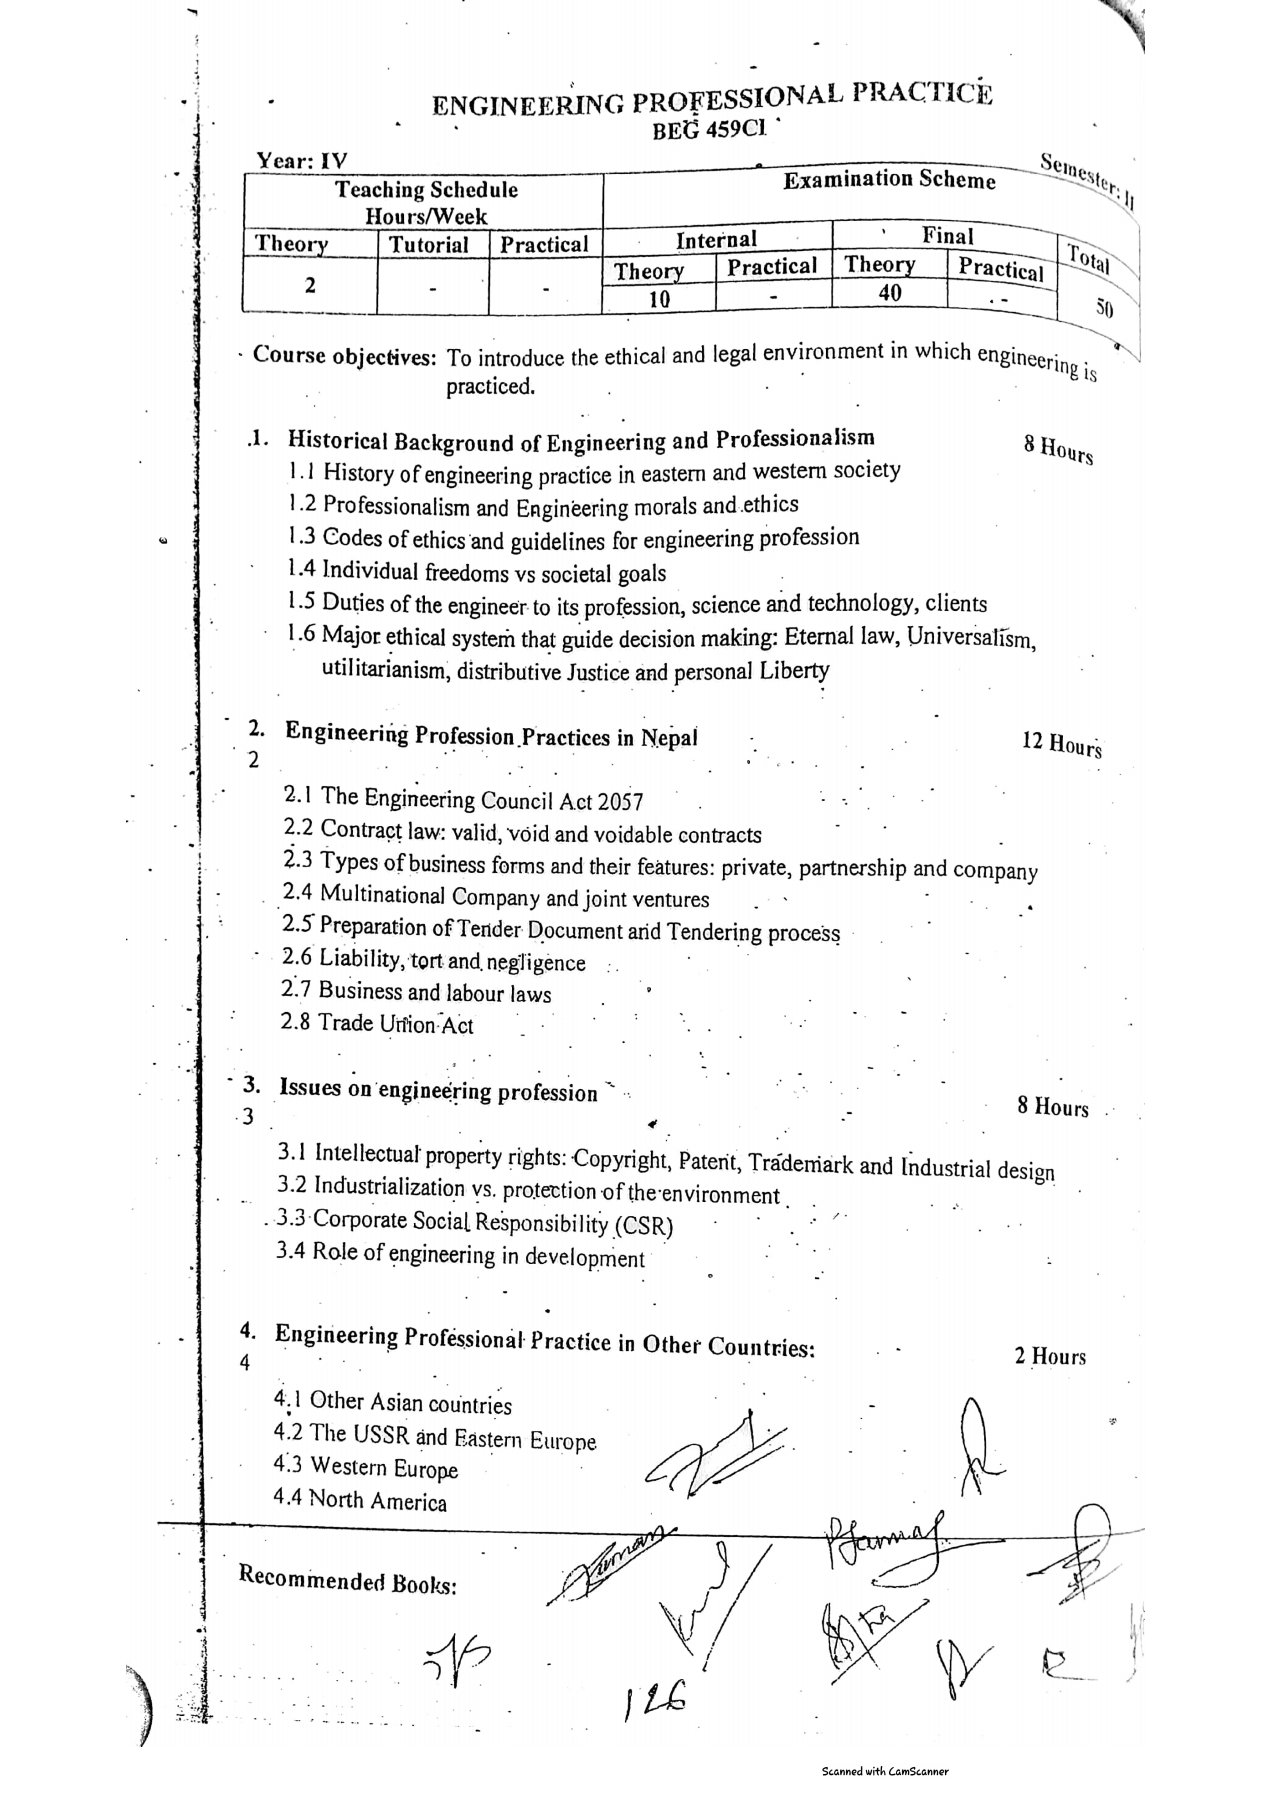 ENGINEERING PROFESSIONAL PRACTICE
BEG 459CI
Year: IV
Semester: II
Teaching Schedule
Hours/Week
Examination Scheme
Theory
Tutorial
Practical
Internal
Final
Total
Theory
Practical
Theory
Practical
2
-
-
10
-
40
-
50
Course objectives: To introduce the ethical and legal environment in which engineering is
practiced.
1. Historical Background of Engineering and Professionalism 8 Hours
1.1 History of engineering practice in eastern and western society
1.2 Professionalism and Engineering morals and ethics
1.3 Codes of ethics and guidelines for engineering profession
1.4 Individual freedoms vs societal goals
1.5 Duties of the engineer to its profession, science and technology, clients
1.6 Major ethical system that guide decision making: Eternal law, Universalism,
utilitarianism, distributive Justice and personal Liberty
2. Engineering Profession Practices in Nepal 12 Hours
2
2.1 The Engineering Council Act 2057
2.2 Contract law: valid, void and voidable contracts
2.3 Types of business forms and their features: private, partnership and company
2.4 Multinational Company and joint ventures
2.5 Preparation of Tender Document and Tendering process
2.6 Liability, tort and negligence
2.7 Business and labour laws
2.8 Trade Union Act
3. Issues on engineering profession 8 Hours
3
3.1 Intellectual property rights: Copyright, Patent, Trademark and Industrial design
3.2 Industrialization vs. protection of the environment
3.3 Corporate Social Responsibility (CSR)
3.4 Role of engineering in development
4. Engineering Professional Practice in Other Countries: 2 Hours
4
4.1 Other Asian countries
4.2 The USSR and Eastern Europe
4.3 Western Europe
4.4 North America
Recommended Books:
126
Scanned with CamScanner